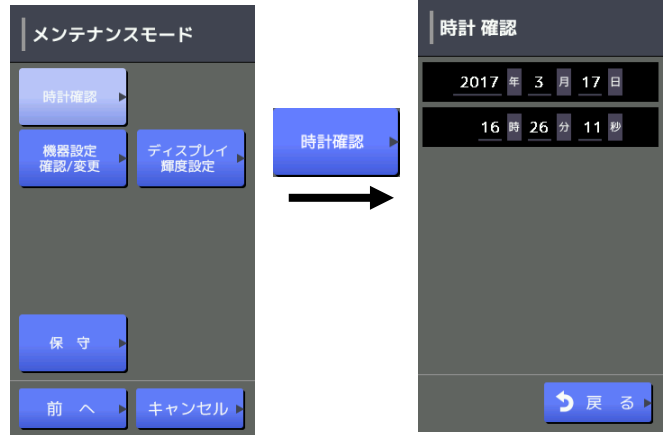 メンテナンスモード
時計確認
機器設定
確認/変更
ディスプレイ
輝度設定
保 守
前 へ
キャンセル
時計確認
時計 確認
2017 年 3 月 17 日
16 時 26 分 11 秒
戻 る